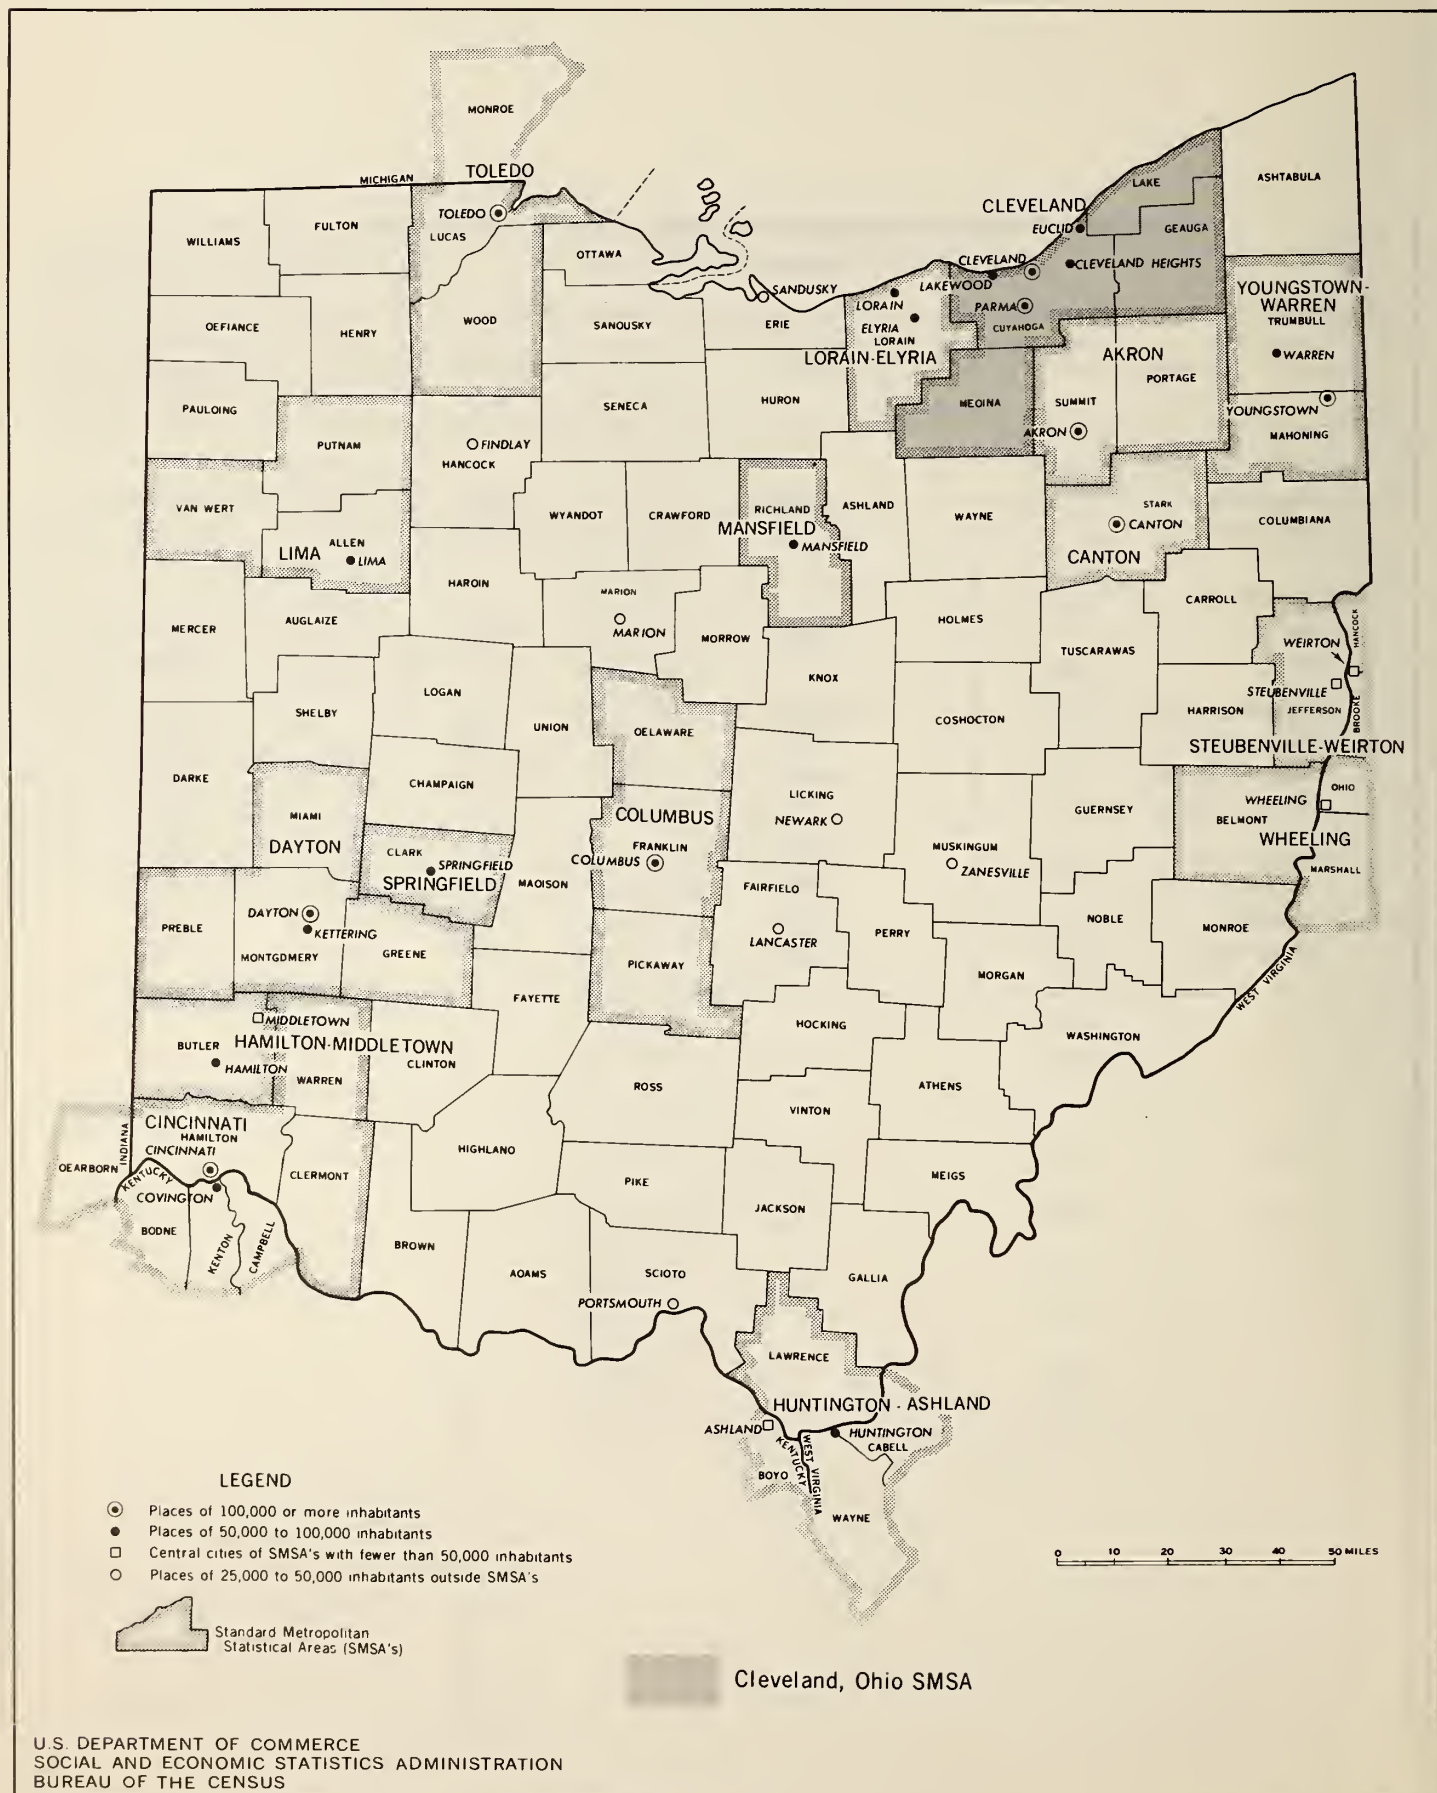 MONROE
TOLEDO
MICHIGAN
TOLEDO
LUCAS
WILLIAMS
FULTON
OTTAWA
LAKE
ASHTABULA
CLEVELAND
EUCLID
GEAUGA
CLEVELAND
CLEVELAND HEIGHTS
LAKEWOOD
SANDUSKY
LORAIN
PARMA
YOUNGSTOWN-
WARREN
TRUMBULL
OEFIANCE
HENRY
WOOD
SANOUSKY
ERIE
ELYRIA
LORAIN
CUYAHOGA
LORAIN-ELYRIA
AKRON
WARREN
PORTAGE
PAULOING
SENECA
HURON
MEOINA
SUMMIT
YOUNGSTOWN
AKRON
MAHONING
PUTNAM
FINDLAY
HANCOCK
VAN WERT
WYANDOT
CRAWFORD
RICHLAND
ASHLAND
WAYNE
STARK
COLUMBIANA
MANSFIELD
CANTON
ALLEN
LIMA
LIMA
MANSFIELD
CANTON
HAROIN
MARION
CARROLL
HANCOCK
MERCER
AUGLAIZE
MARION
MORROW
HOLMES
TUSCARAWAS
WEIRTON
LOGAN
KNOX
STEUBENVILLE
SHELBY
UNION
OELAWARE
COSHOCTON
HARRISON
JEFFERSON
BROOKE
STEUBENVILLE-WEIRTON
DARKE
CHAMPAIGN
LICKING
OHIO
MIAMI
COLUMBUS
NEWARK
GUERNSEY
WHEELING
BELMONT
DAYTON
CLARK
SPRINGFIELD
FRANKLIN
COLUMBUS
MUSKINGUM
ZANESVILLE
WHEELING
SPRINGFIELD
MAOISON
FAIRFIELO
MARSHALL
PREBLE
DAYTON
KETTERING
MONTGDMERY
GREENE
LANCASTER
PERRY
NOBLE
MONROE
PICKAWAY
MORGAN
WEST VIRGINIA
FAYETTE
MIDDLETOWN
HOCKING
WASHINGTON
BUTLER
HAMILTON-MIDDLETOWN
CLINTON
HAMILTON
WARREN
ROSS
ATHENS
VINTON
CINCINNATI
HAMILTON
CINCINNATI
INDIANA
OEARBORN
KENTUCKY
COVINGTON
CLERMONT
HIGHLANO
PIKE
MEIGS
JACKSON
BODNE
KENTON
CAMPBELL
BROWN
AOAMS
SCIOTO
GALLIA
PORTSMOUTH
LAWRENCE
HUNTINGTON - ASHLAND
ASHLAND
HUNTINGTON
CABELL
KENTUCKY
WEST VIRGINIA
BOYO
WAYNE
LEGEND
Places of 100,000 or more inhabitants
Places of 50,000 to 100,000 inhabitants
Central cities of SMSA's with fewer than 50,000 inhabitants
Places of 25,000 to 50,000 inhabitants outside SMSA's
0 10 20 30 40 50 MILES
Standard Metropolitan
Statistical Areas (SMSA's)
Cleveland, Ohio SMSA
U.S. DEPARTMENT OF COMMERCE
SOCIAL AND ECONOMIC STATISTICS ADMINISTRATION
BUREAU OF THE CENSUS